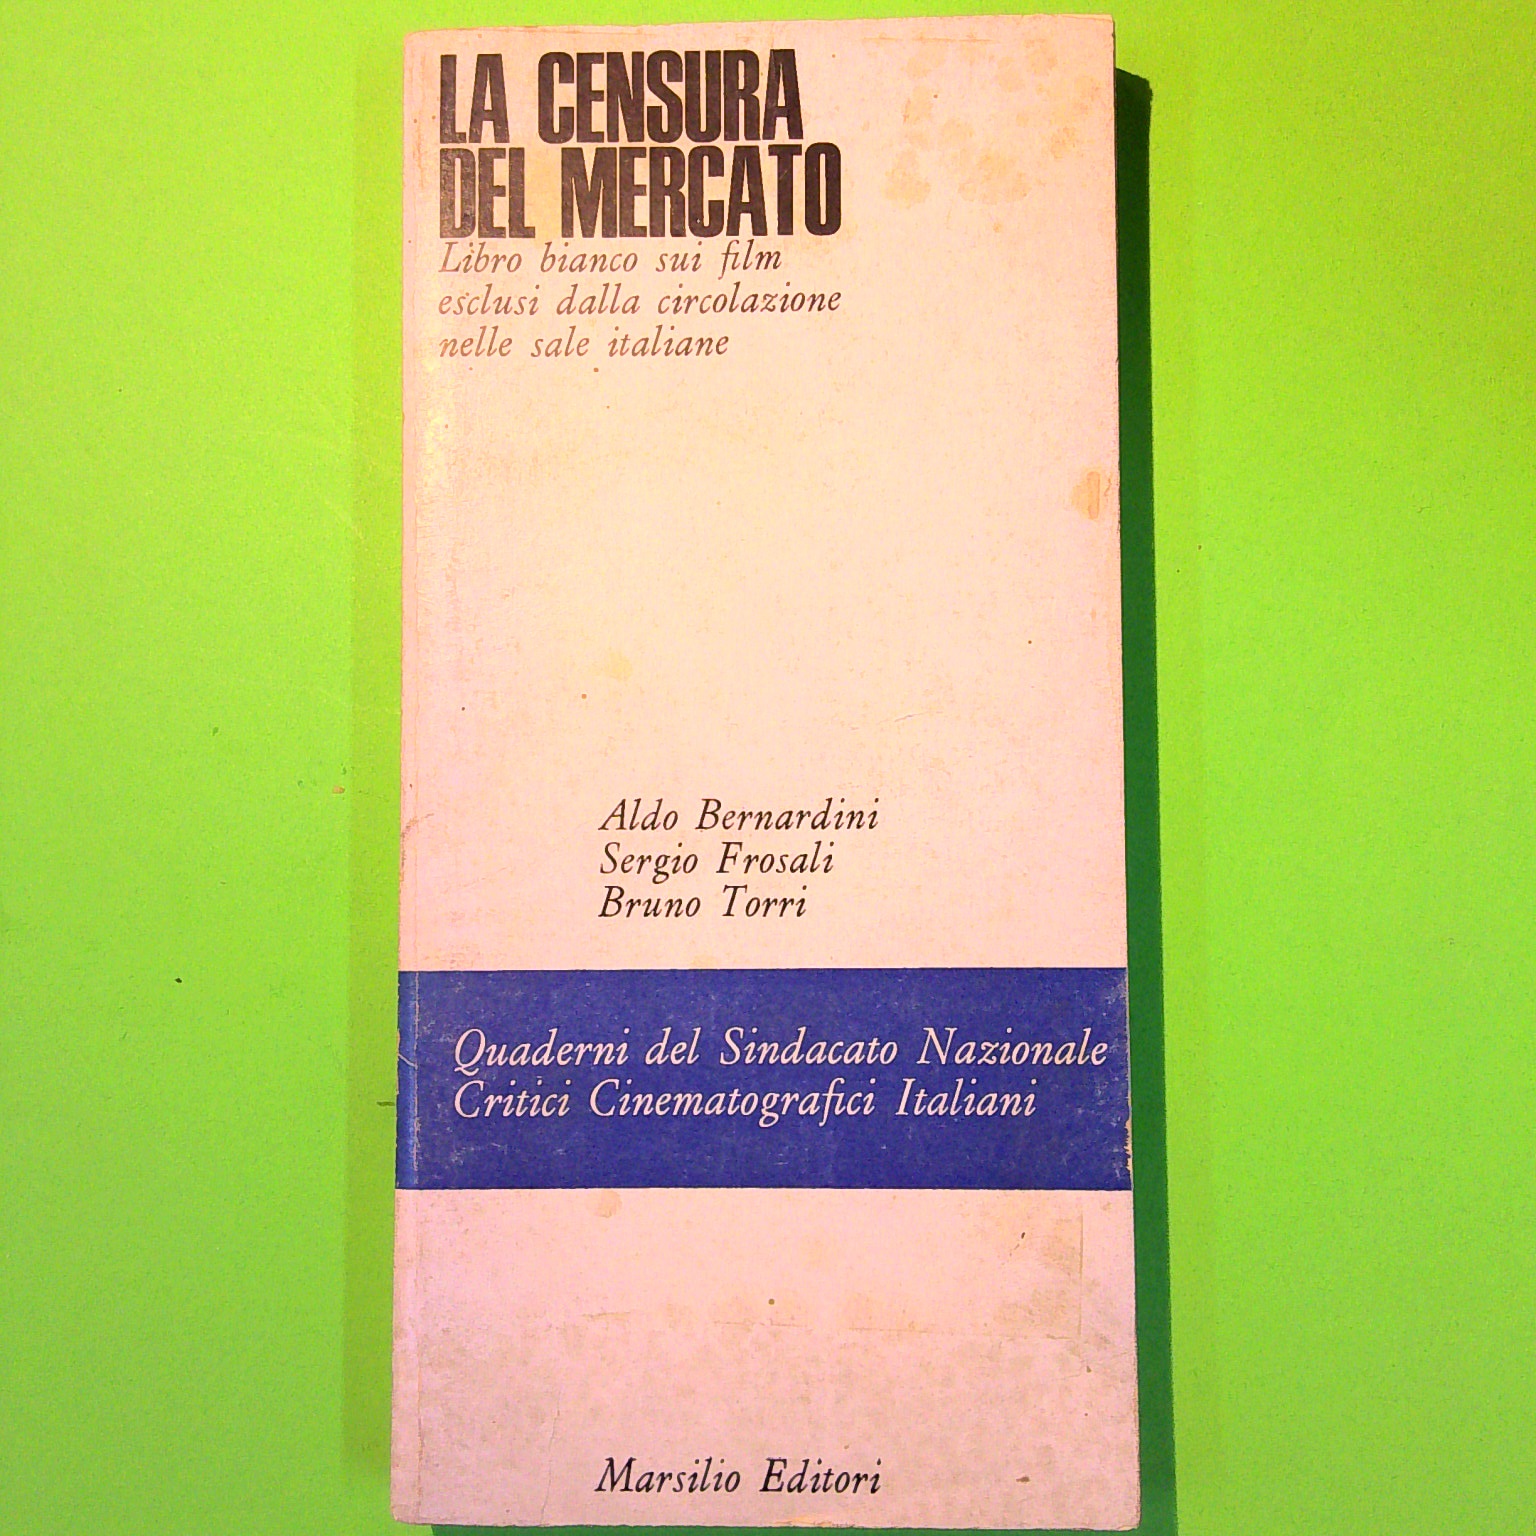 LA CENSURA
DEL MERCATO
Libro bianco sui film
esclusi dalla circolazione
nelle sale italiane
Aldo Bernardini
Sergio Frosali
Bruno Torri
Quaderni del Sindacato Nazionale
Critici Cinematografici Italiani
Marsilio Editori